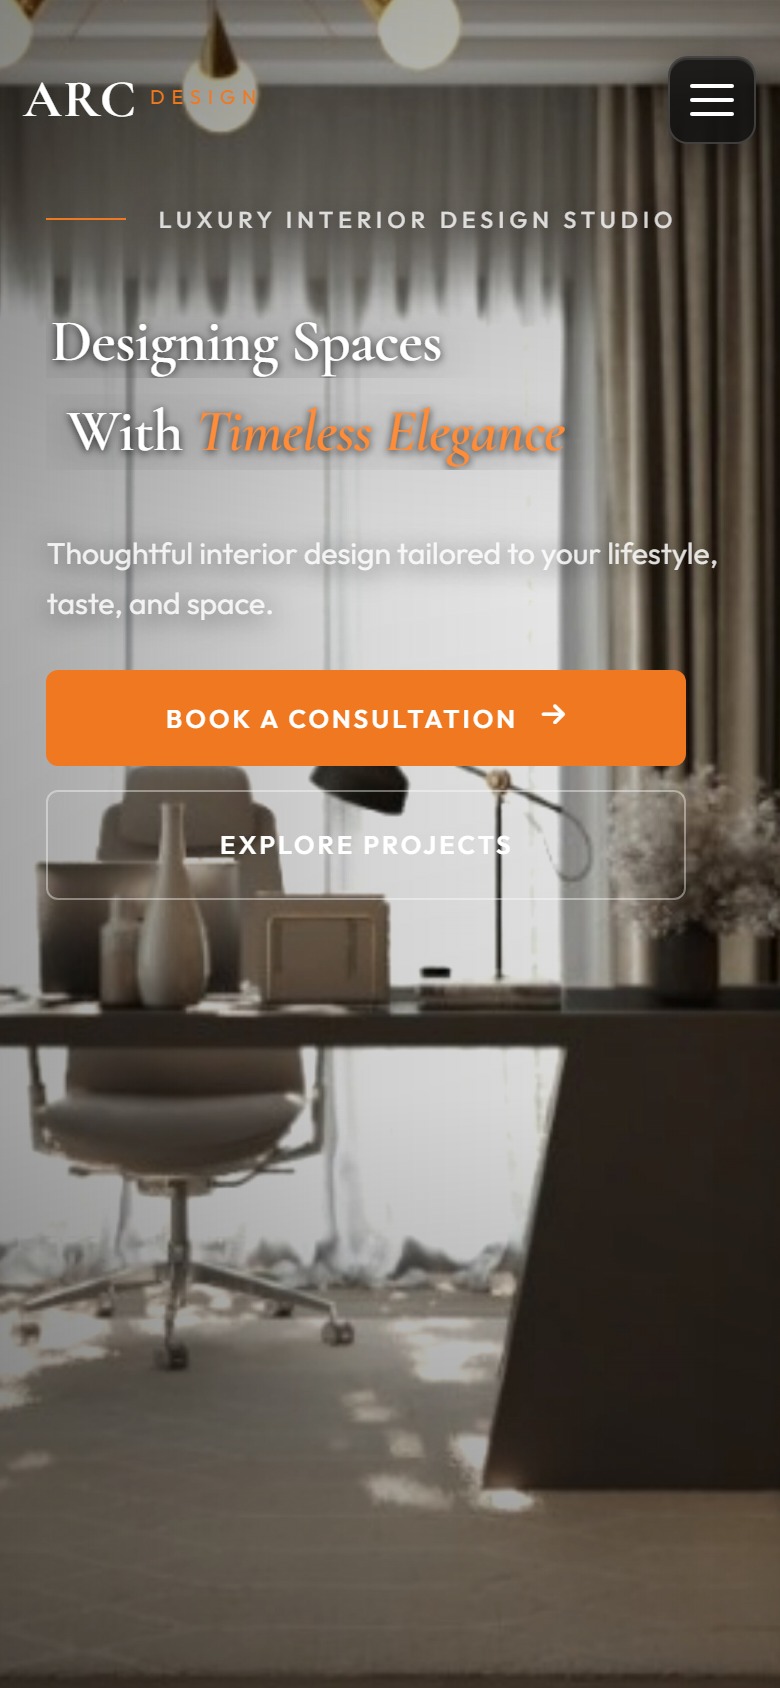 ARC DESIGN
LUXURY INTERIOR DESIGN STUDIO
Designing Spaces
With Timeless Elegance
Thoughtful interior design tailored to your lifestyle,
taste, and space.
BOOK A CONSULTATION →
EXPLORE PROJECTS